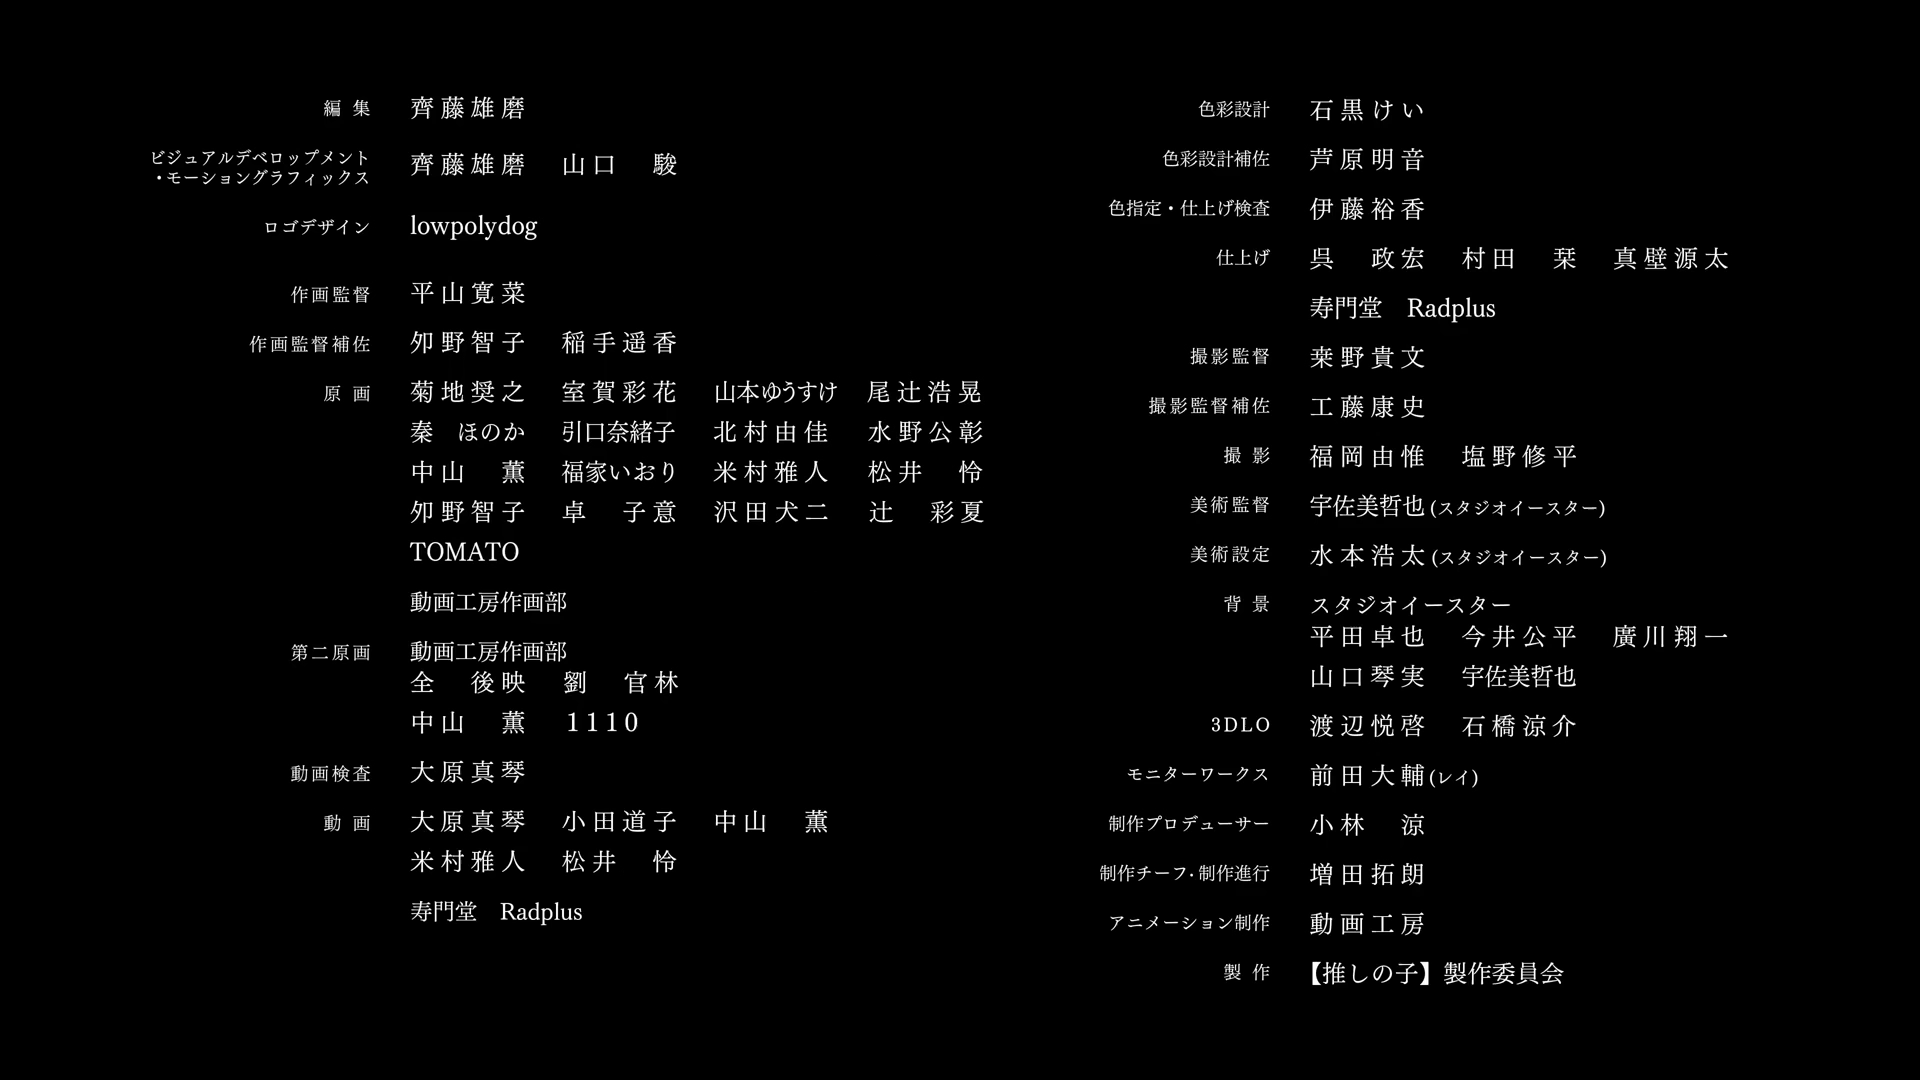 編 集　齊藤雄磨
ビジュアルデベロップメント
・モーショングラフィックス　齊藤雄磨　山口　駿
ロゴデザイン　lowpolydog
作画監督　平山寛菜
作画監督補佐　夘野智子　稲手遥香
原 画　菊地奨之　室賀彩花　山本ゆうすけ　尾辻浩晃
秦　ほのか　引口奈緒子　北村由佳　水野公彰
中山　薫　福家いおり　米村雅人　松井　怜
夘野智子　卓　子意　沢田犬二　辻　彩夏
TOMATO
動画工房作画部
第二原画　動画工房作画部
全　後映　劉　官林
中山　薫　1110
動画検査　大原真琴
動 画　大原真琴　小田道子　中山　薫
米村雅人　松井　怜
寿門堂　Radplus
色彩設計　石黒けい
色彩設計補佐　芦原明音
色指定・仕上げ検査　伊藤裕香
仕上げ　呉　政宏　村田　栞　真壁源太
寿門堂　Radplus
撮影監督　桒野貴文
撮影監督補佐　工藤康史
撮 影　福岡由惟　塩野修平
美術監督　宇佐美哲也(スタジオイースター)
美術設定　水本浩太(スタジオイースター)
背 景　スタジオイースター
平田卓也　今井公平　廣川翔一
山口琴実　宇佐美哲也
3DLO　渡辺悦啓　石橋涼介
モニターワークス　前田大輔(レイ)
制作プロデューサー　小林　涼
制作チーフ・制作進行　増田拓朗
アニメーション制作　動画工房
製 作　【推しの子】製作委員会